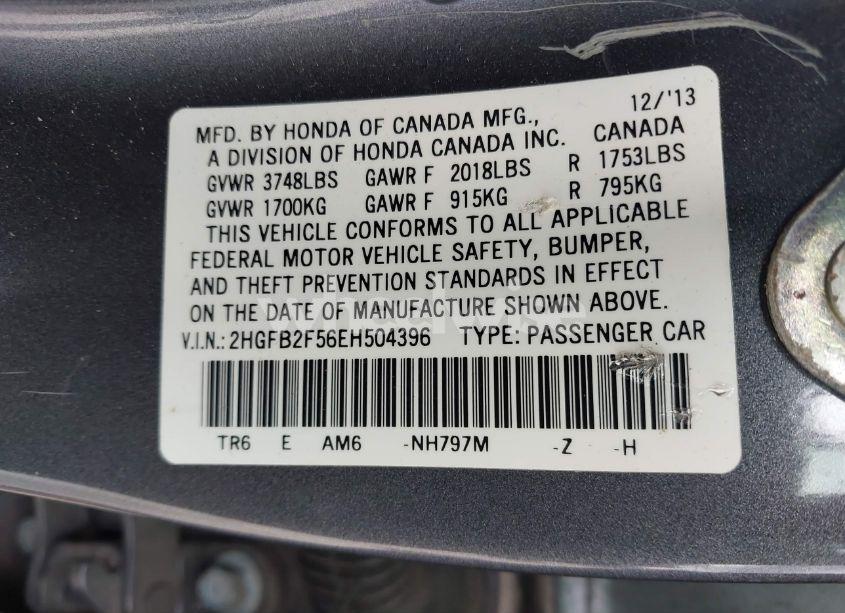 12/'13
MFD. BY HONDA OF CANADA MFG.,
A DIVISION OF HONDA CANADA INC. CANADA
GVWR 3748LBS GAWR F 2018LBS R 1753LBS
GVWR 1700KG GAWR F 915KG R 795KG
THIS VEHICLE CONFORMS TO ALL APPLICABLE
FEDERAL MOTOR VEHICLE SAFETY, BUMPER,
AND THEFT PREVENTION STANDARDS IN EFFECT
ON THE DATE OF MANUFACTURE SHOWN ABOVE.
V.I.N.: 2HGFB2F56EH504396 TYPE: PASSENGER CAR
TR6 E AM6 -NH797M -Z -H